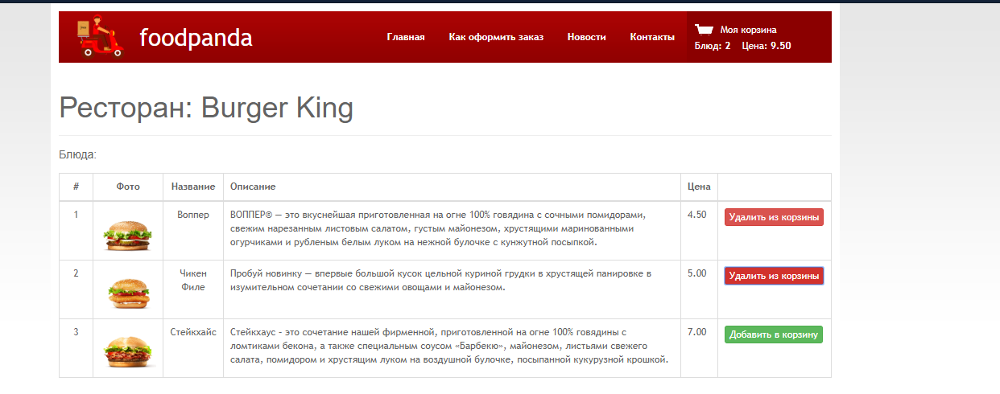 foodpanda
Главная Как оформить заказ Новости Контакты
Моя корзина
Блюд: 2 Цена: 9.50
Ресторан: Burger King
Блюда:
# Фото Название Описание Цена
1 Воппер ВОППЕР® — это вкуснейшая приготовленная на огне 100% говядина с сочными помидорами, 4.50 Удалить из корзины
свежим нарезанным листовым салатом, густым майонезом, хрустящими маринованными
огурчиками и рубленым белым луком на нежной булочке с кунжутной посыпкой.
2 Чикен Пробуй новинку — впервые большой кусок цельной куриной грудки в хрустящей панировке в 5.00 Удалить из корзины
Филе изумительном сочетании со свежими овощами и майонезом.
3 Стейкхайс Стейкхаус – это сочетание нашей фирменной, приготовленной на огне 100% говядины с 7.00 Добавить в корзину
ломтиками бекона, а также специальным соусом «Барбекю», майонезом, листьями свежего
салата, помидором и хрустящим луком на воздушной булочке, посыпанной кукурузной крошкой.